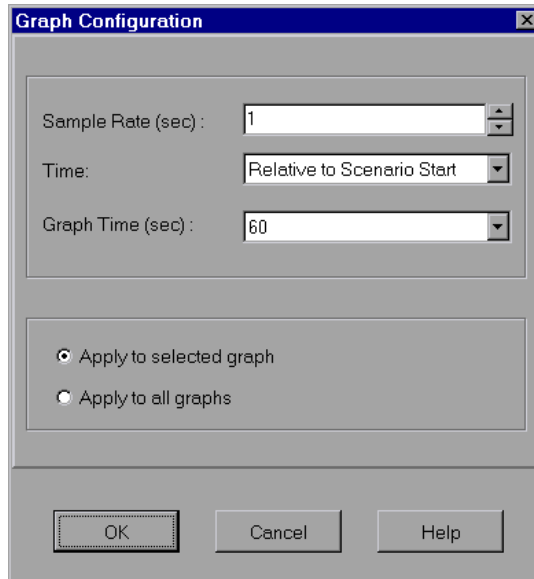 Graph Configuration
Sample Rate (sec) : 1
Time: Relative to Scenario Start
Graph Time (sec) : 60
Apply to selected graph
Apply to all graphs
OK Cancel Help